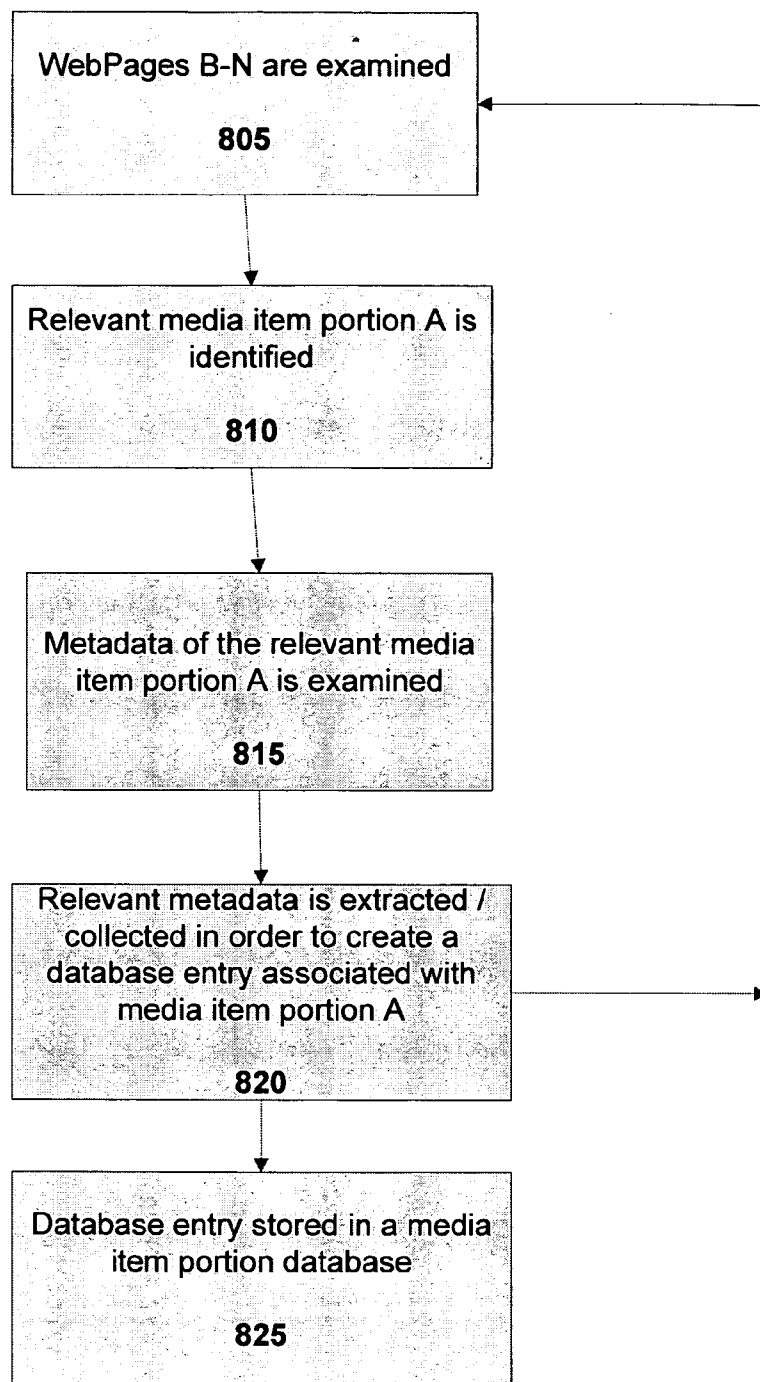 WebPages B-N are examined
805
Relevant media item portion A is
identified
810
Metadata of the relevant media
item portion A is examined
815
Relevant metadata is extracted /
collected in order to create a
database entry associated with
media item portion A
820
Database entry stored in a media
item portion database
825